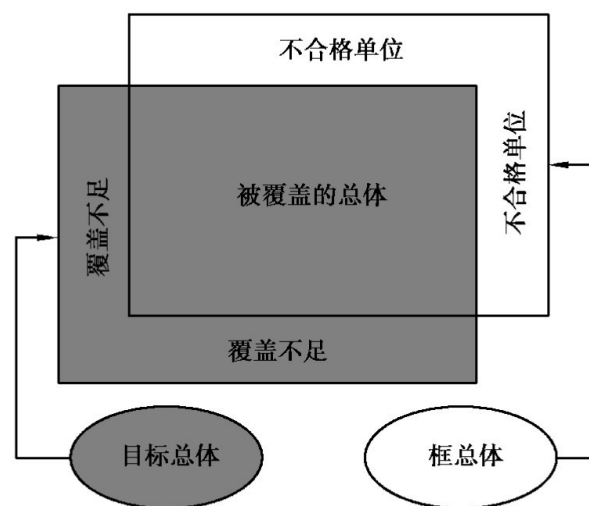 不合格单位
不合格单位
被覆盖的总体
覆盖不足
覆盖不足
目标总体
框总体